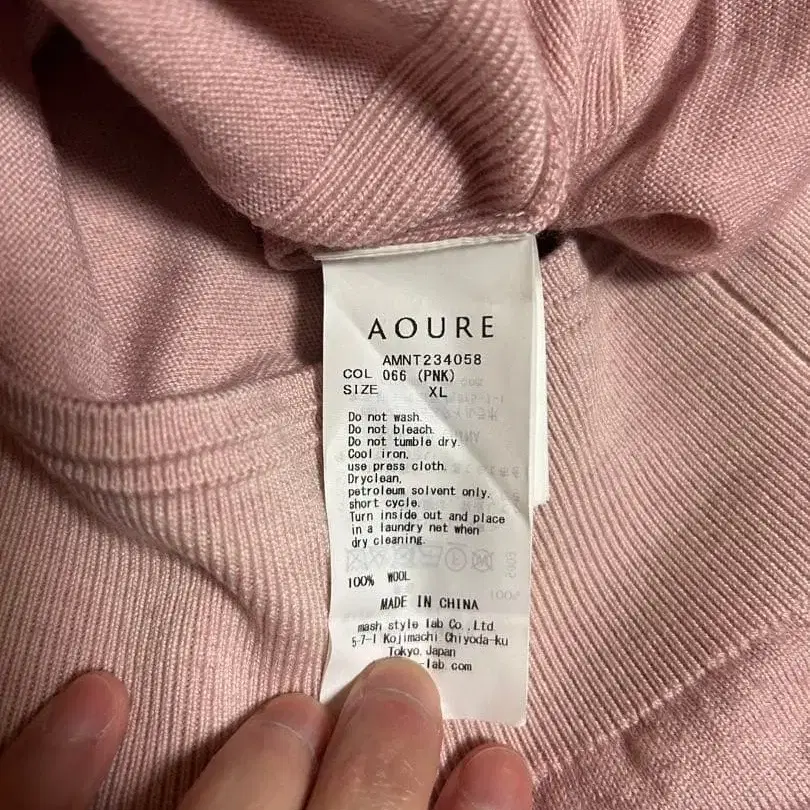 AOURE
AMNT234058
COL 066 (PNK)
SIZE XL
Do not wash.
Do not bleach.
Do not tumble dry.
Cool iron,
use press cloth.
Dryclean,
petroleum solvent only.
short cycle.
Turn inside out and place
in a laundry net when
dry cleaning.
100% WOOL
MADE IN CHINA
mash style lab Co.,Ltd.
5-7-1 Kojimachi Chiyoda-ku
Tokyo, Japan
-lab com